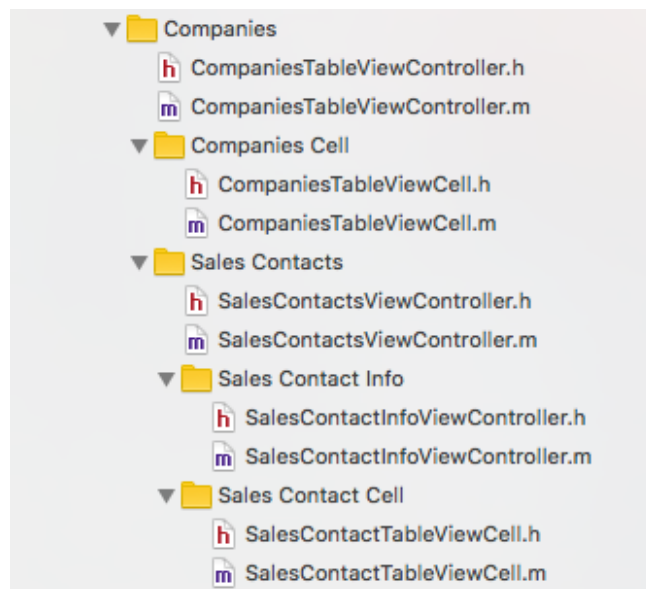 Companies
h CompaniesTableViewController.h
m CompaniesTableViewController.m
Companies Cell
h CompaniesTableViewCell.h
m CompaniesTableViewCell.m
Sales Contacts
h SalesContactsViewController.h
m SalesContactsViewController.m
Sales Contact Info
h SalesContactInfoViewController.h
m SalesContactInfoViewController.m
Sales Contact Cell
h SalesContactTableViewCell.h
m SalesContactTableViewCell.m